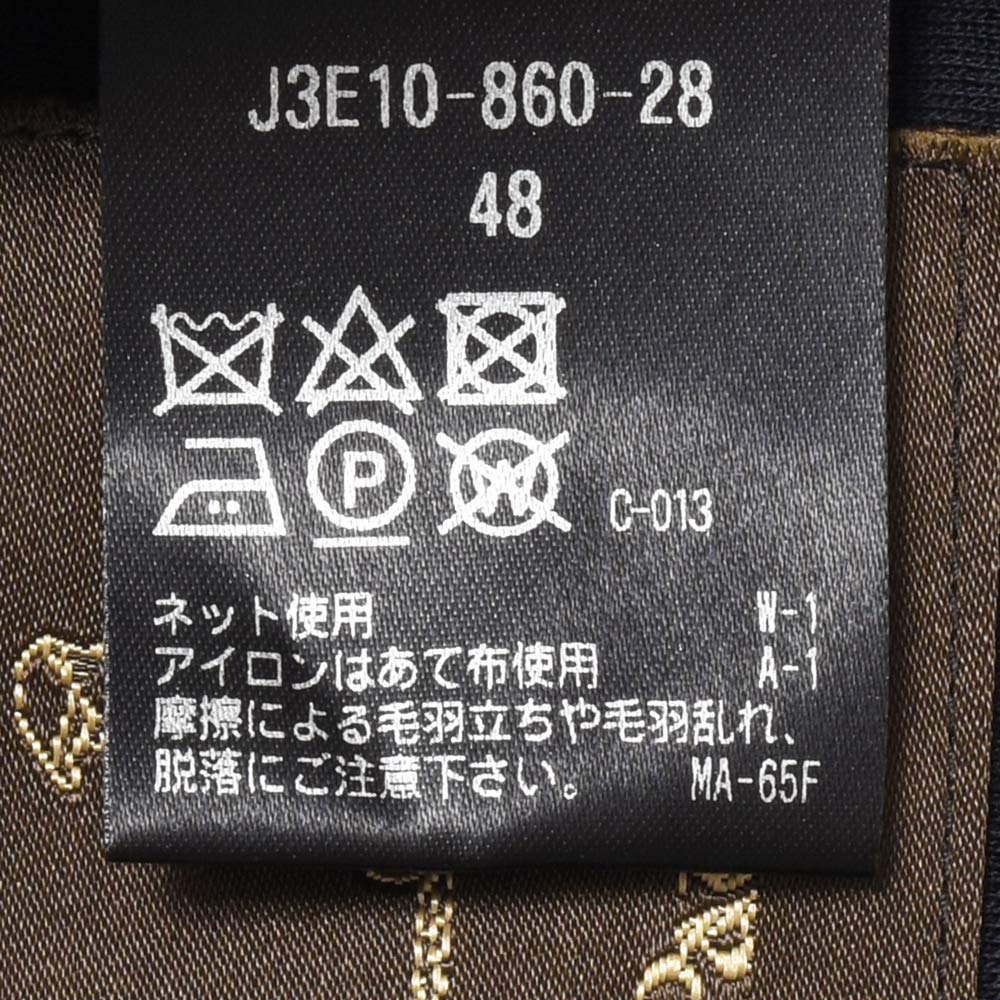 J3E10-860-28
48
P W C-013
ネット使用 W-1
アイロンはあて布使用 A-1
摩擦による毛羽立ちや毛羽乱れ、
脱落にご注意下さい。 MA-65F